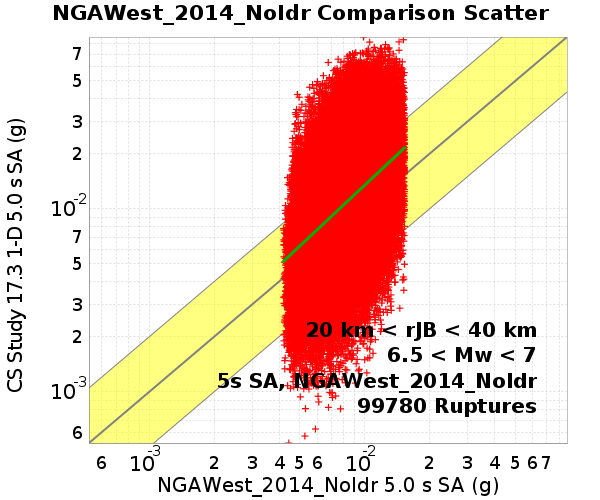 NGAWest_2014_NoIdr Comparison Scatter
CS Study 17.3 1-D 5.0 s SA (g)
7
5
3
2
10-2
7
5
3
2
10-3
6
20 km < rJB < 40 km
6.5 < Mw < 7
5s SA, NGAWest_2014_NoIdr
99780 Ruptures
6 10-3 2 3 4 5 6 10-2 2 3 4 5 6 7
NGAWest_2014_NoIdr 5.0 s SA (g)